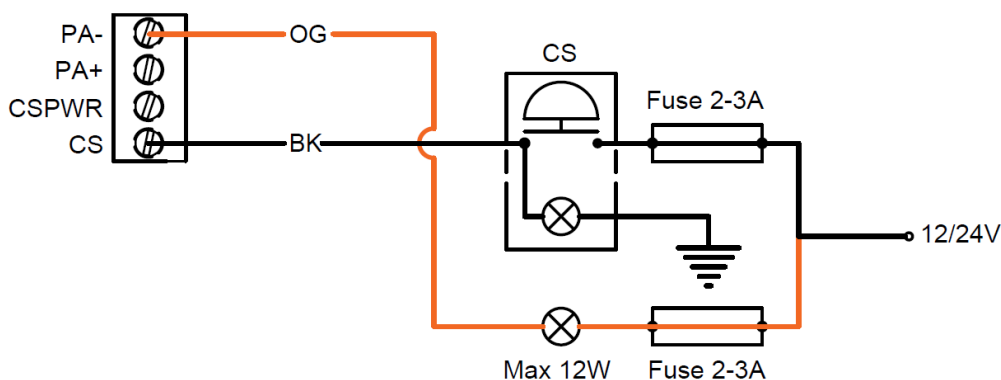 PA-
OG
PA+
CSPWR
CS
BK
CS
Fuse 2-3A
12/24V
Max 12W
Fuse 2-3A